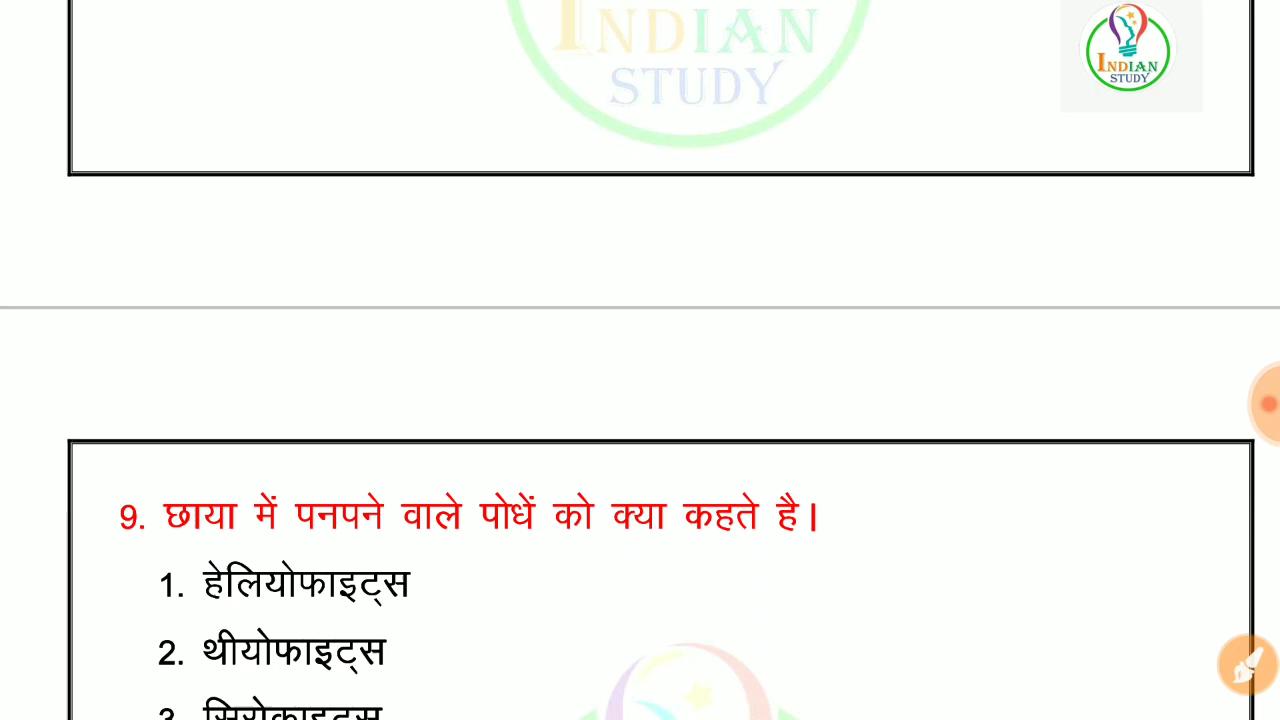 INDIAN
STUDY
INDIAN
STUDY
9. छाया में पनपने वाले पोधें को क्या कहते है।
1. हेलियोफाइट्स
2. थीयोफाइट्स